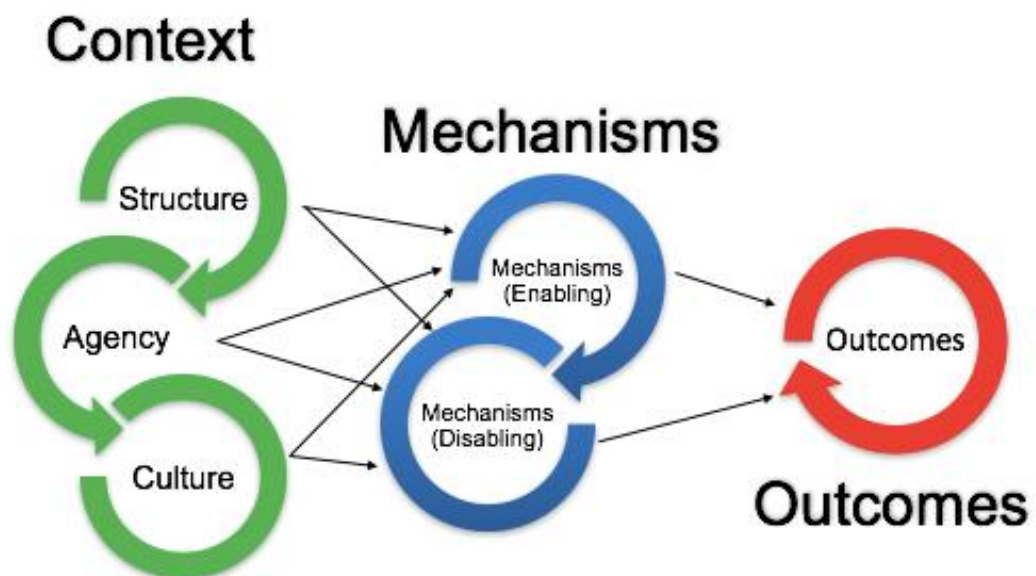 Context
Structure
Agency
Culture
Mechanisms
Mechanisms
(Enabling)
Mechanisms
(Disabling)
Outcomes
Outcomes